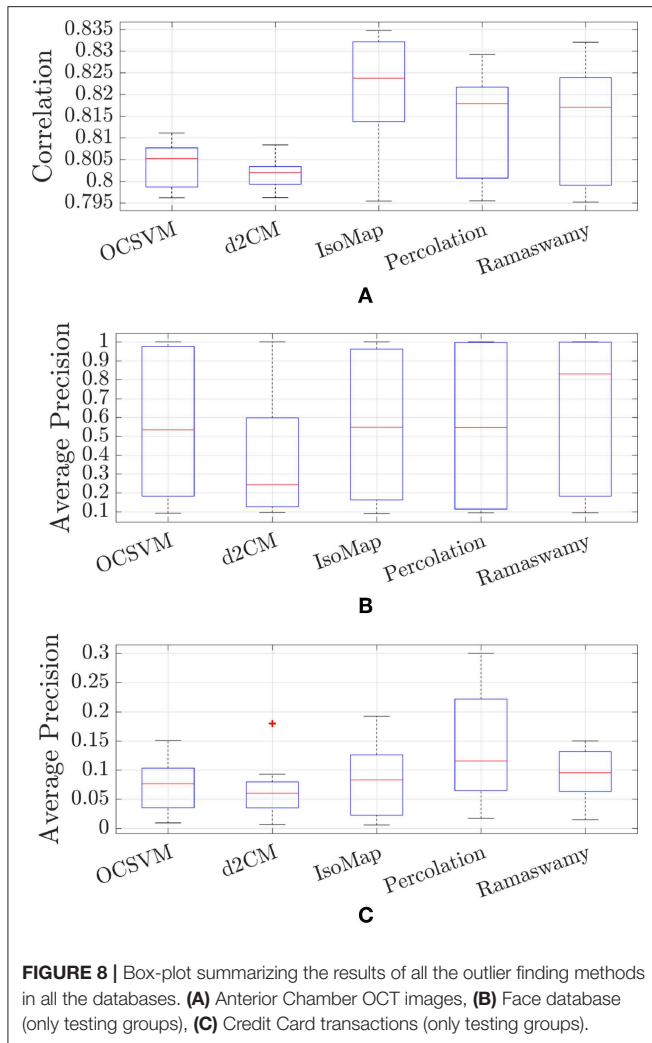 0.835
0.83
0.825
0.82
0.815
0.81
0.805
0.8
0.795
Correlation
OCSVM
d2CM
IsoMap
Percolation
Ramaswamy
A
1
0.9
0.8
0.7
0.6
0.5
0.4
0.3
0.2
0.1
Average Precision
OCSVM
d2CM
IsoMap
Percolation
Ramaswamy
B
0.3
0.25
0.2
0.15
0.1
0.05
0
Average Precision
OCSVM
d2CM
IsoMap
Percolation
Ramaswamy
C
FIGURE 8 | Box-plot summarizing the results of all the outlier finding methods
in all the databases. (A) Anterior Chamber OCT images, (B) Face database
(only testing groups), (C) Credit Card transactions (only testing groups).